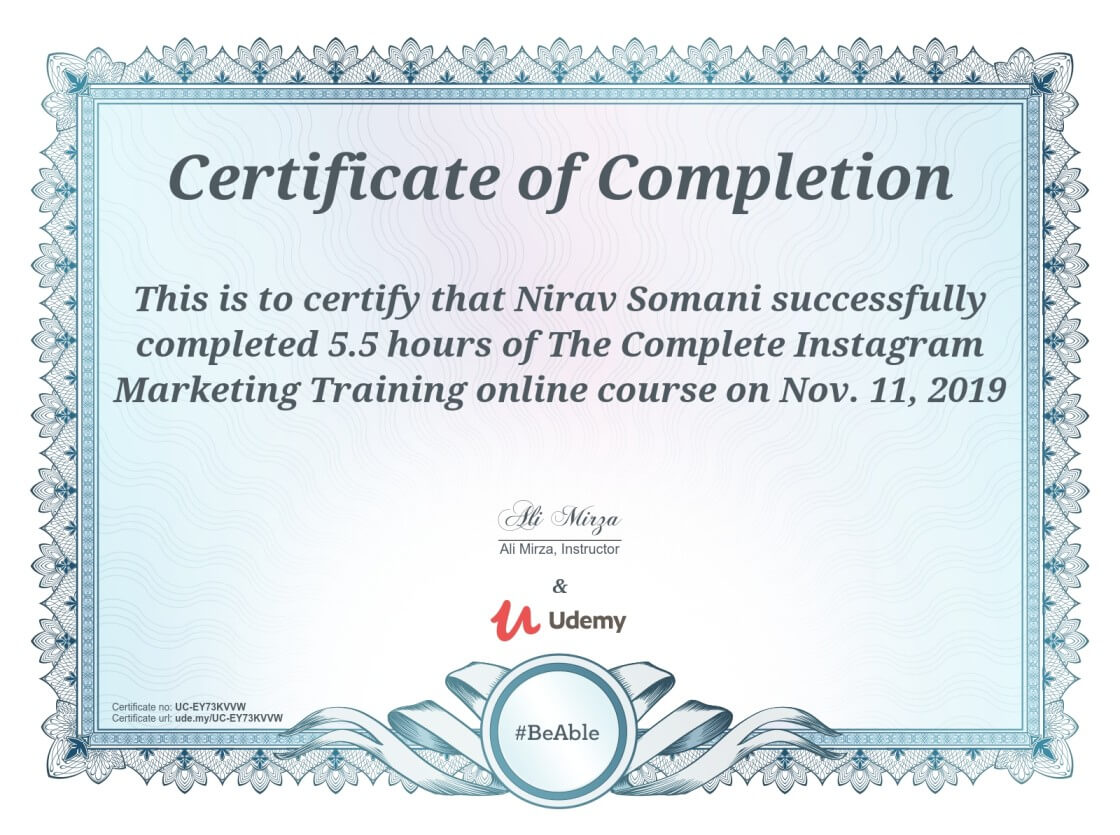 Certificate of Completion
This is to certify that Nirav Somani successfully
completed 5.5 hours of The Complete Instagram
Marketing Training online course on Nov. 11, 2019
Ali Mirza
Ali Mirza, Instructor
&
Udemy
#BeAble
Certificate no: UC-EY73KVVW
Certificate url: ude.my/UC-EY73KVVW